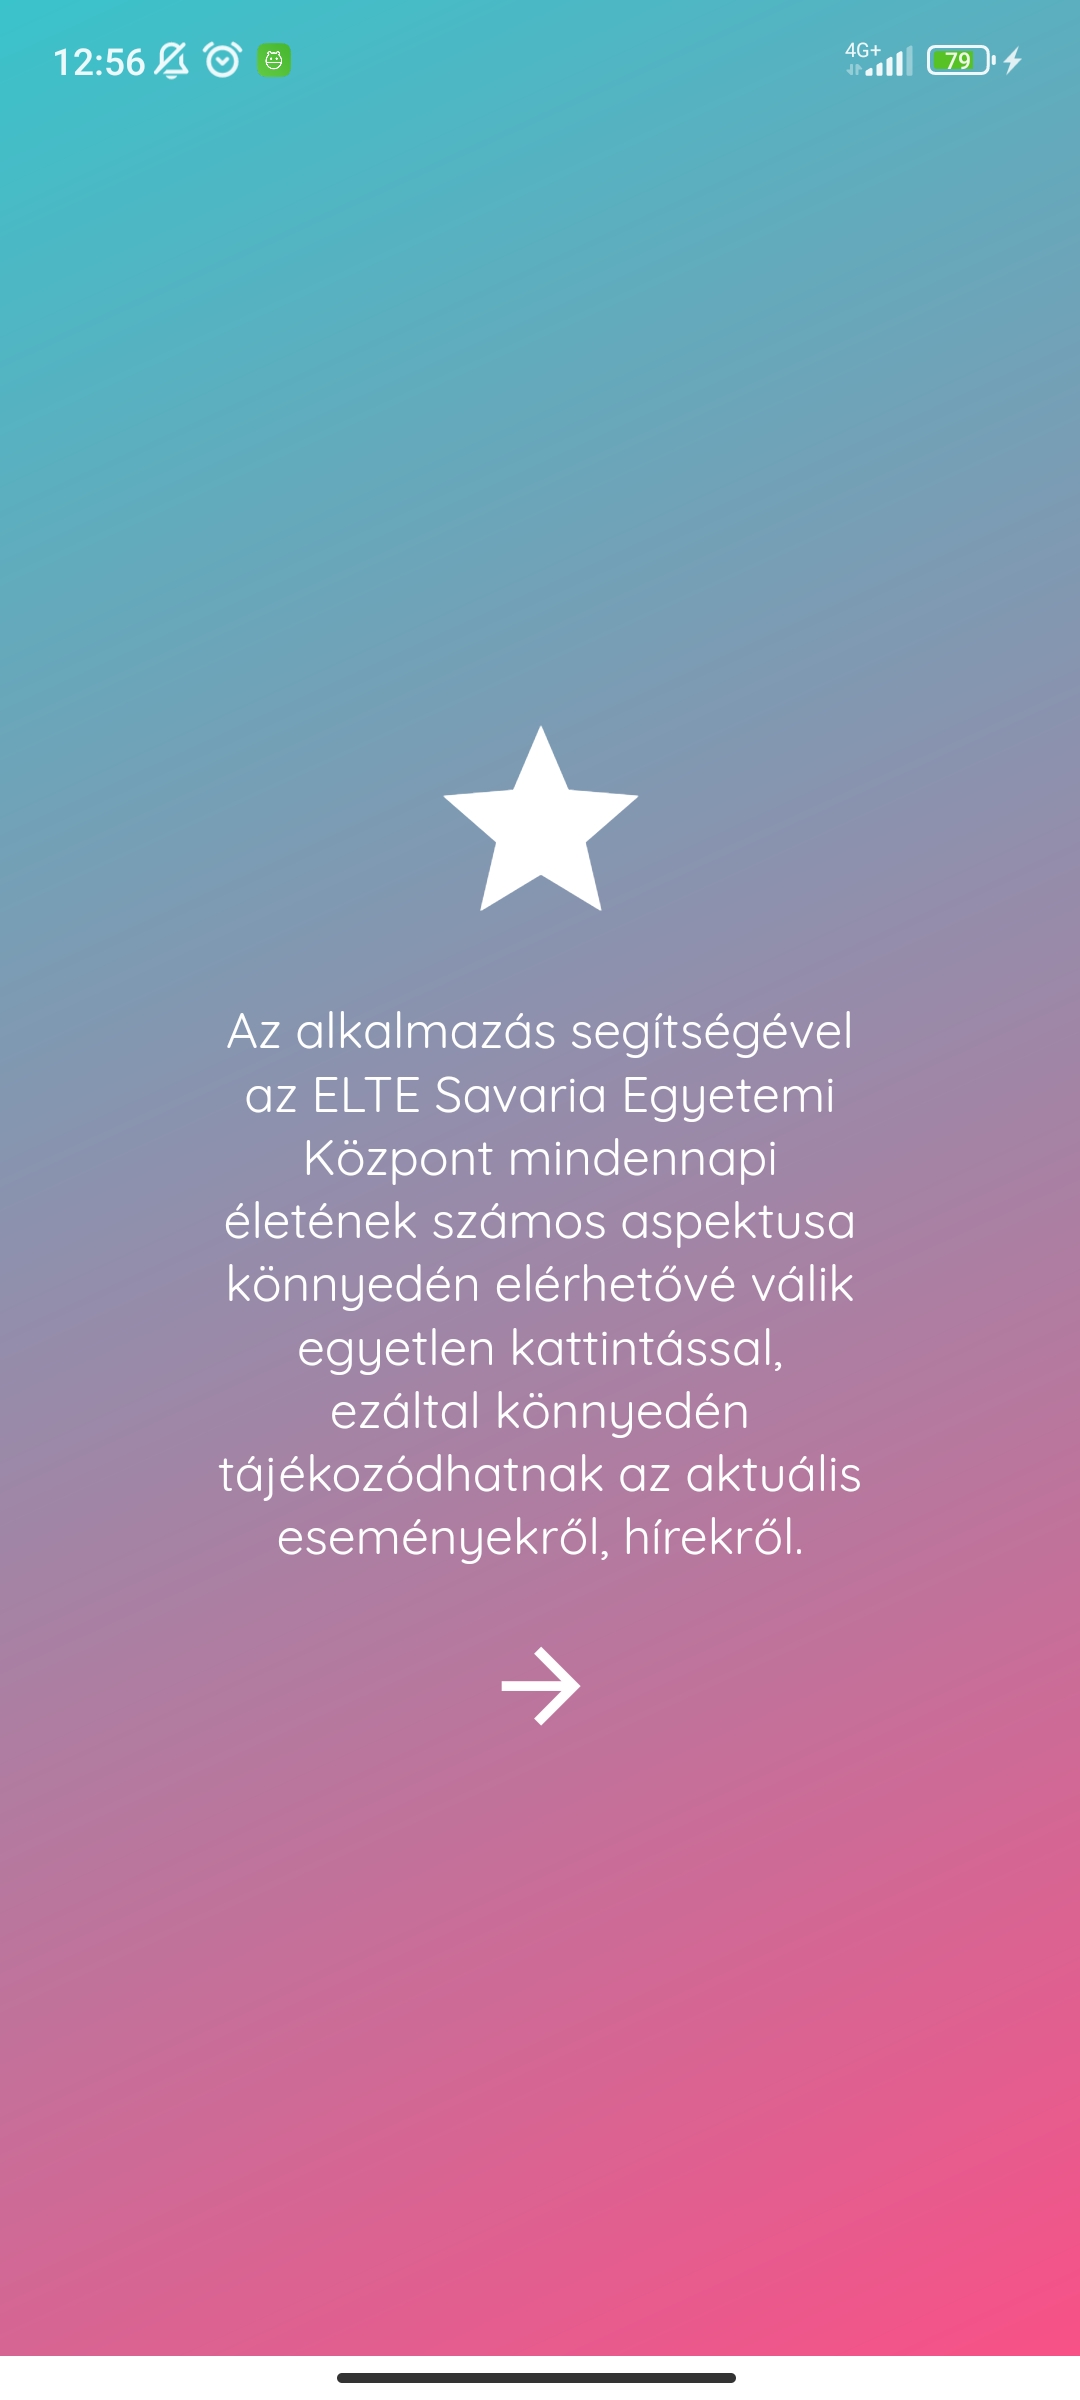 12:56
4G+
79
Az alkalmazás segítségével
az ELTE Savaria Egyetemi
Központ mindennapi
életének számos aspektusa
könnyedén elérhetővé válik
egyetlen kattintással,
ezáltal könnyedén
tájékozódhatnak az aktuális
eseményekről, hírekről.